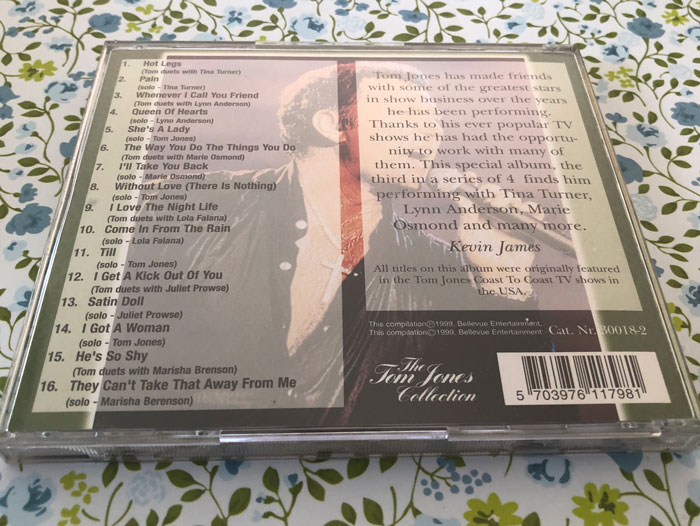 1. Hot Legs
(Tom duets with Tina Turner)
2. Pain
(solo - Tina Turner)
3. Whenever I Call You Friend
(Tom duets with Lynn Anderson)
4. Queen Of Hearts
(solo - Lynn Anderson)
5. She's A Lady
(solo - Tom Jones)
6. The Way You Do The Things You Do
(Tom duets with Marie Osmond)
7. I'll Take You Back
(solo - Marie Osmond)
8. Without Love (There Is Nothing)
(solo - Tom Jones)
9. I Love The Night Life
(Tom duets with Lola Falana)
10. Come In From The Rain
(solo - Lola Falana)
11. Till
(solo - Tom Jones)
12. I Get A Kick Out Of You
(Tom duets with Juliet Prowse)
13. Satin Doll
(solo - Juliet Prowse)
14. I Got A Woman
(solo - Tom Jones)
15. He's So Shy
(Tom duets with Marisha Brenson)
16. They Can't Take That Away From Me
(solo - Marisha Berenson)
Tom Jones has made friends
with some of the greatest stars
in show business over the years
he has been performing.
Thanks to his ever popular TV
shows he has had the opportu-
nity to work with many of
them. This special album, the
third in a series of 4 finds him
performing with Tina Turner,
Lynn Anderson, Marie
Osmond and many more.
Kevin James
All titles on this album were originally featured
in the Tom Jones Coast To Coast TV shows in
the USA.
This compilation Ⓟ1999, Bellevue Entertainment,
This compilation ©1999, Bellevue Entertainment
Cat. Nr. 30018-2
The
Tom Jones
Collection
5 703976 117981